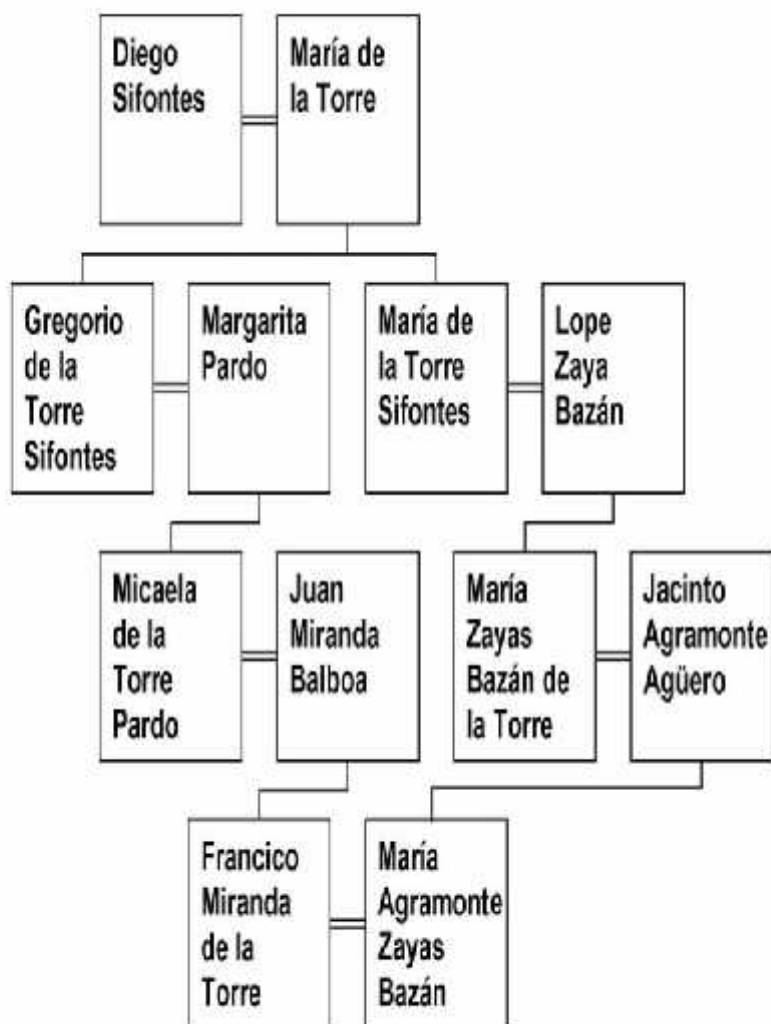 Diego
Sifontes
María de
la Torre
Gregorio
de la
Torre
Sifontes
Margarita
Pardo
María de
la Torre
Sifontes
Lope
Zaya
Bazán
Micaela
de la
Torre
Pardo
Juan
Miranda
Balboa
María
Zayas
Bazán de
la Torre
Jacinto
Agramonte
Agüero
Francico
Miranda
de la
Torre
María
Agramonte
Zayas
Bazán